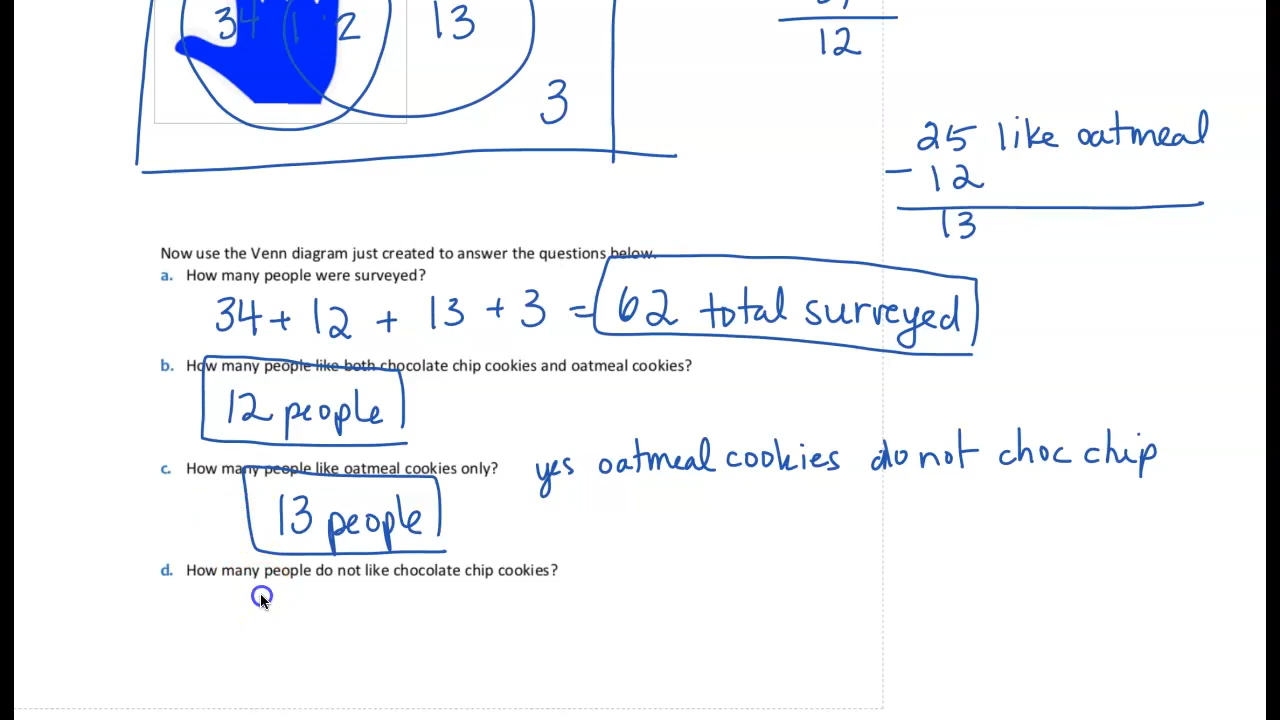 34 12 13
12
3
25 like oatmeal
- 12
13
Now use the Venn diagram just created to answer the questions below.
a. How many people were surveyed?
34 + 12 + 13 + 3 = 62 total surveyed
b. How many people like both chocolate chip cookies and oatmeal cookies?
12 people
c. How many people like oatmeal cookies only? yes oatmeal cookies do not choc chip
13 people
d. How many people do not like chocolate chip cookies?